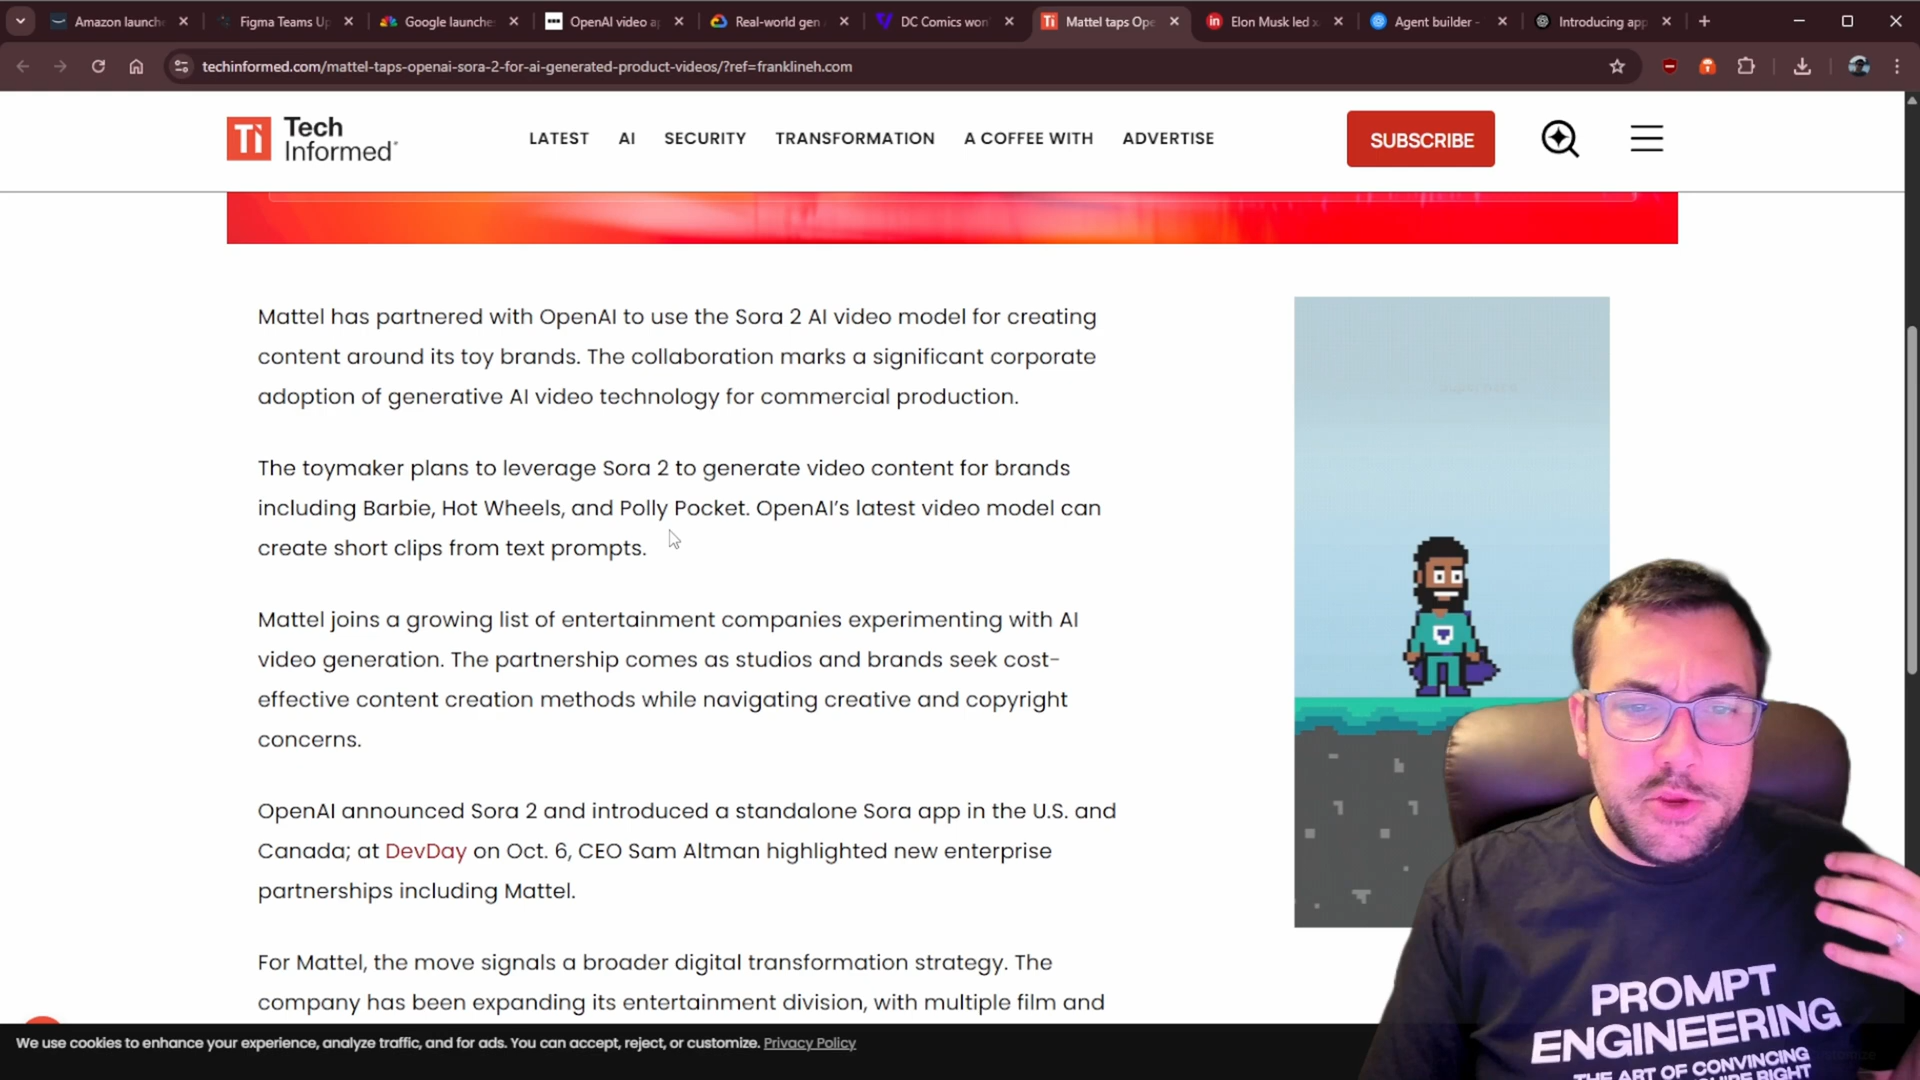 Amazon launch
Figma Teams Up
Google launche
OpenAI video a
Real-world gen
DC Comics won'
Ti
Mattel taps Ope
in
Elon Musk led x
Agent builder -
Introducing app
techinformed.com/mattel-taps-openai-sora-2-for-ai-generated-product-videos/?ref=franklineh.com
Ti
Tech
Informed
LATEST
AI
SECURITY
TRANSFORMATION
A COFFEE WITH
ADVERTISE
SUBSCRIBE
Mattel has partnered with OpenAI to use the Sora 2 AI video model for creating
content around its toy brands. The collaboration marks a significant corporate
adoption of generative AI video technology for commercial production.
The toymaker plans to leverage Sora 2 to generate video content for brands
including Barbie, Hot Wheels, and Polly Pocket. OpenAI’s latest video model can
create short clips from text prompts.
Mattel joins a growing list of entertainment companies experimenting with AI
video generation. The partnership comes as studios and brands seek cost-
effective content creation methods while navigating creative and copyright
concerns.
OpenAI announced Sora 2 and introduced a standalone Sora app in the U.S. and
Canada; at DevDay on Oct. 6, CEO Sam Altman highlighted new enterprise
partnerships including Mattel.
For Mattel, the move signals a broader digital transformation strategy. The
company has been expanding its entertainment division, with multiple film and
We use cookies to enhance your experience, analyze traffic, and for ads. You can accept, reject, or customize. Privacy Policy
PROMPT
ENGINEERING
THE ART OF CONVINCING
RIGHT